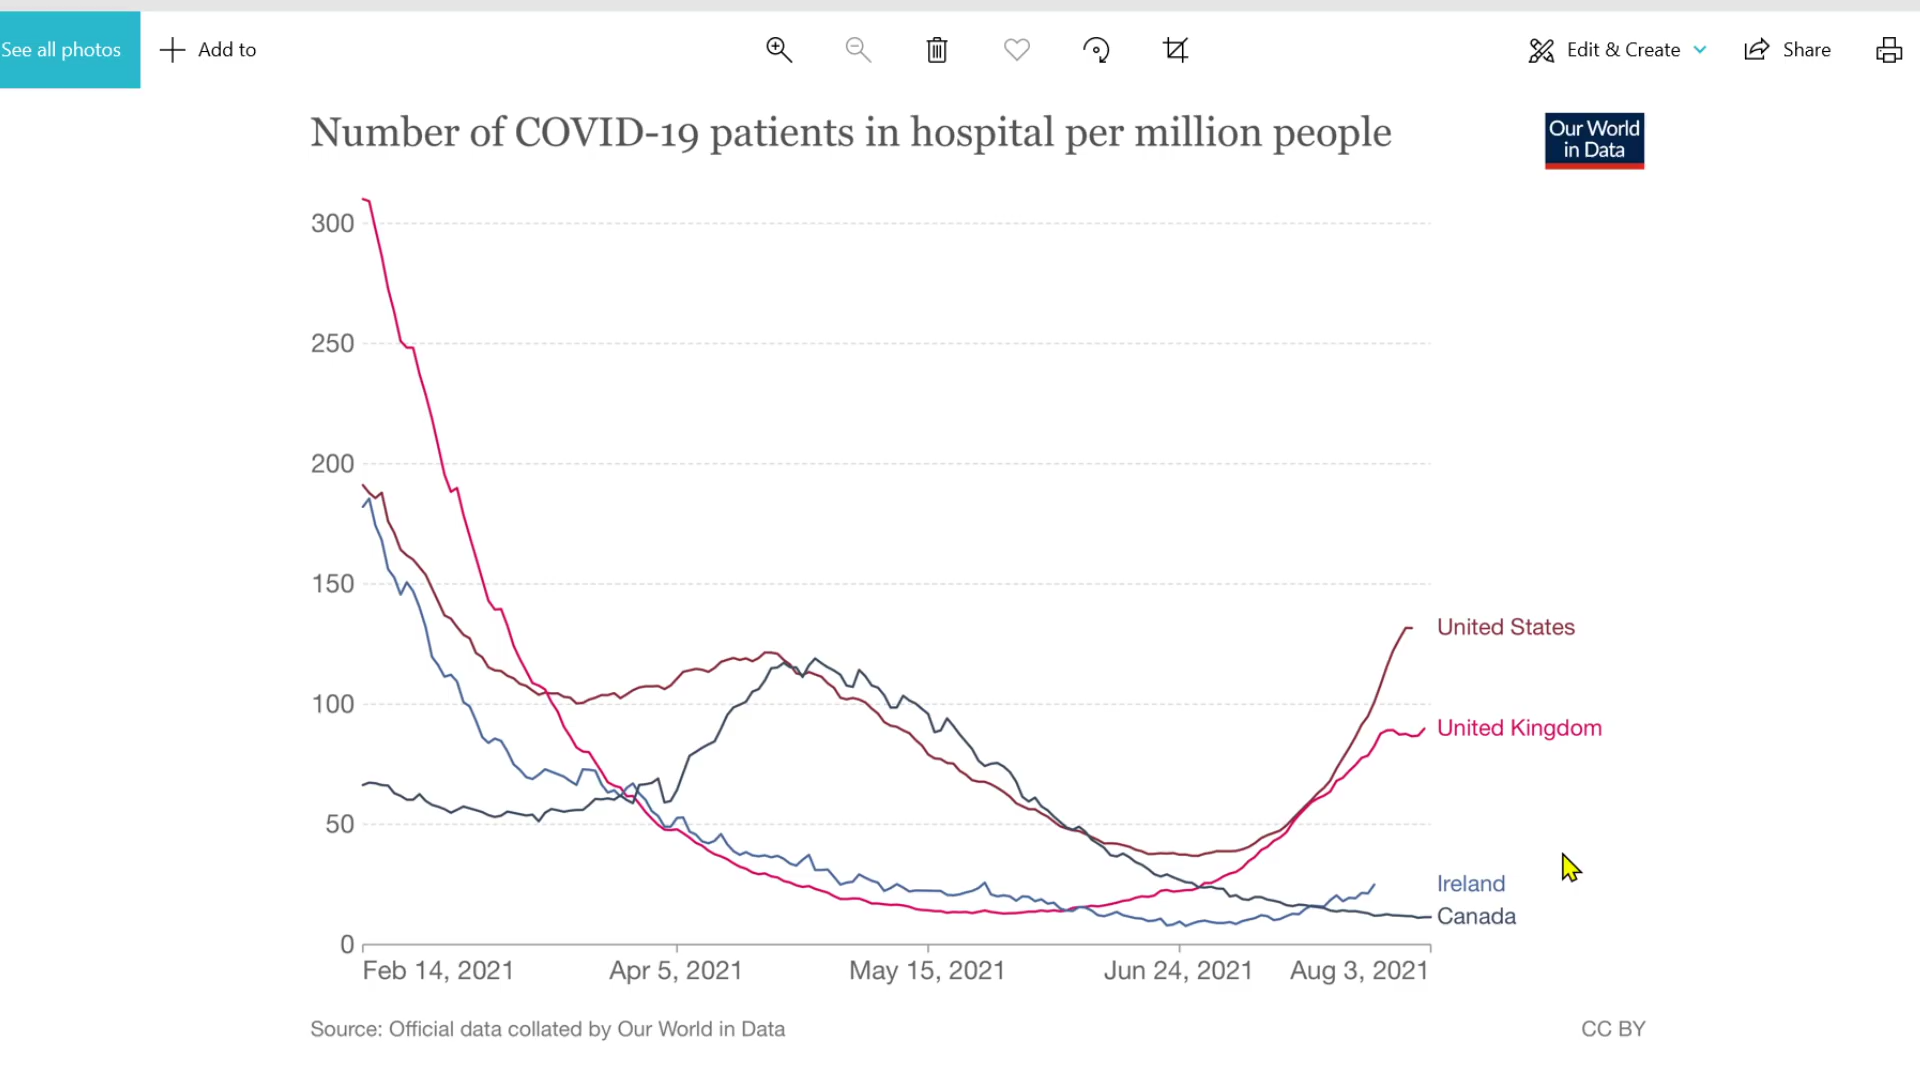 See all photos
Add to
Edit & Create
Share
Number of COVID-19 patients in hospital per million people
Our World
in Data
300
250
200
150
100
50
0
United States
United Kingdom
Ireland
Canada
Feb 14, 2021
Apr 5, 2021
May 15, 2021
Jun 24, 2021
Aug 3, 2021
Source: Official data collated by Our World in Data
CC BY